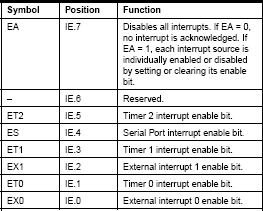 Symbol Position Function
EA IE.7 Disables all interrupts. If EA = 0,
no interrupt is acknowledged. If
EA = 1, each interrupt source is
individually enabled or disabled
by setting or clearing its enable
bit.
– IE.6 Reserved.
ET2 IE.5 Timer 2 interrupt enable bit.
ES IE.4 Serial Port interrupt enable bit.
ET1 IE.3 Timer 1 interrupt enable bit.
EX1 IE.2 External interrupt 1 enable bit.
ET0 IE.1 Timer 0 interrupt enable bit.
EX0 IE.0 External interrupt 0 enable bit.